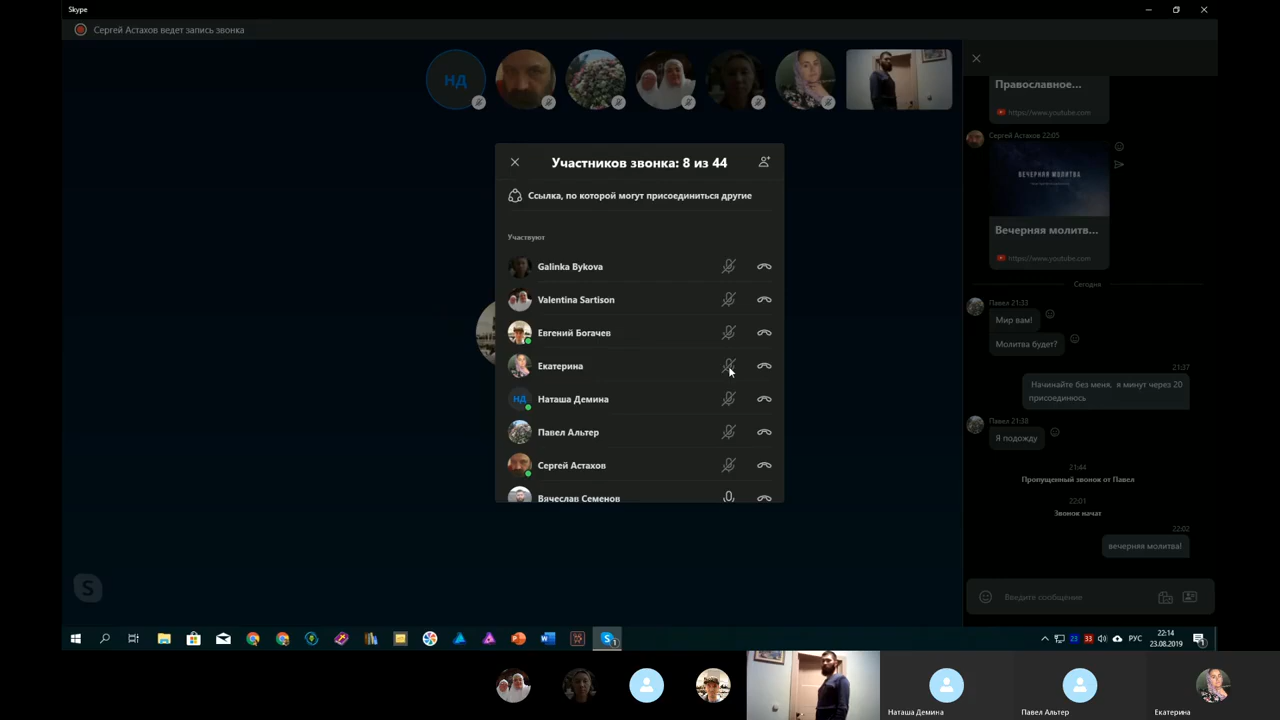 Skype
Сергей Астахов ведет запись звонка
НД
Участников звонка: 8 из 44
Ссылка, по которой могут присоединиться другие
Участвуют
Galinka Bykova
Valentina Sartison
Евгений Богачев
Екатерина
НД
Наташа Демина
Павел Альтер
Сергей Астахов
Вячеслав Семенов
Православное...
https://www.youtube.com
Сергей Астахов 22:05
ВЕЧЕРНЯЯ МОЛИТВА
Вечерняя молитв...
https://www.youtube.com
Сегодня
Павел 21:33
Мир вам!
Молитва будет?
21:37
Начинайте без меня, я минут через 20
присоединюсь
Павел 21:38
Я подожду
21:44
Пропущенный звонок от Павел
22:01
Звонок начат
22:02
вечерняя молитва!
Введите сообщение
S
23
33
РУС
22:14
23.08.2019
Наташа Демина
Павел Альтер
Екатерина